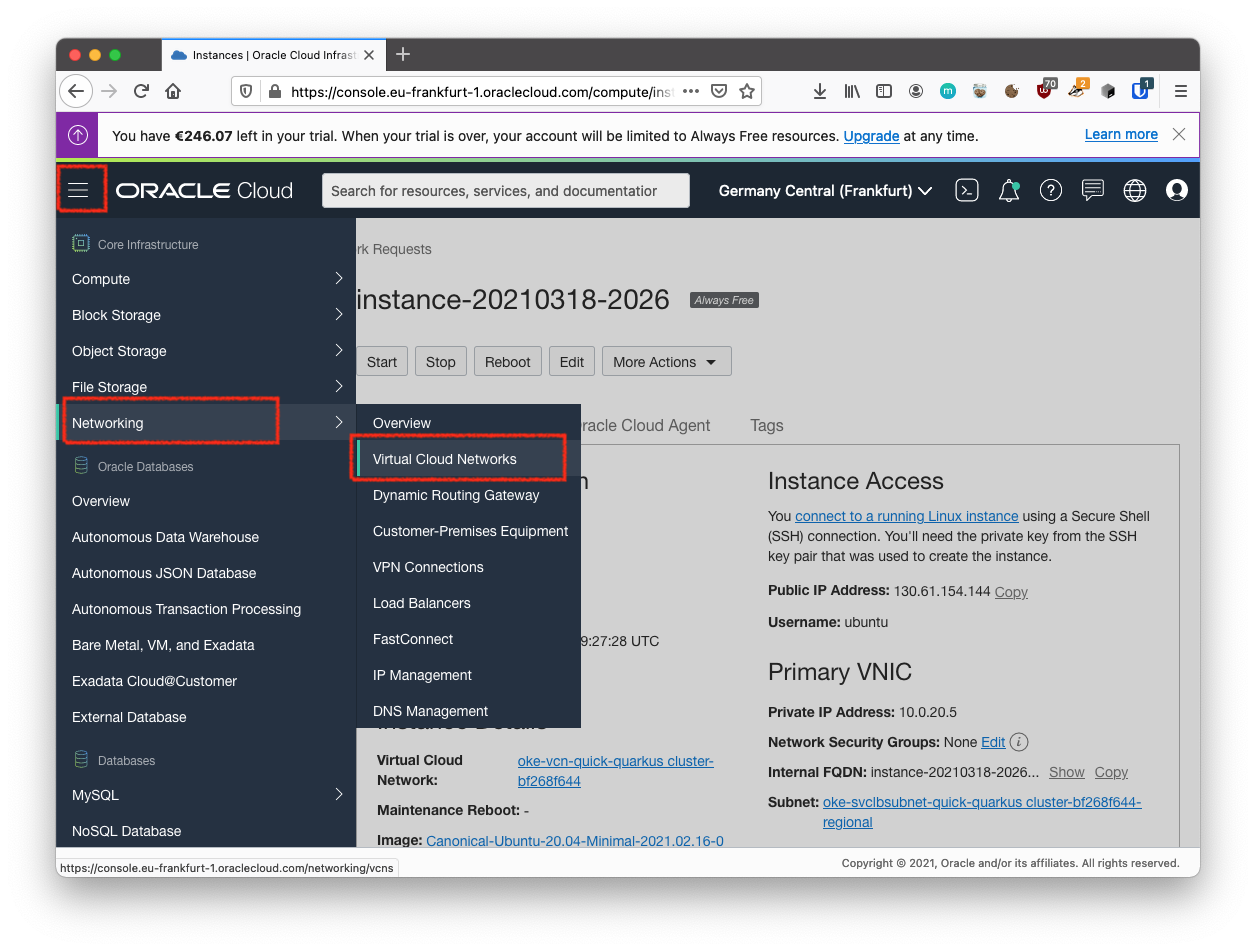 Instances | Oracle Cloud Infrast
https://console.eu-frankfurt-1.oraclecloud.com/compute/inst
70
2
1
You have €246.07 left in your trial. When your trial is over, your account will be limited to Always Free resources. Upgrade at any time.
Learn more
ORACLE Cloud
Search for resources, services, and documentatior
Germany Central (Frankfurt)
Core Infrastructure
Compute
Block Storage
Object Storage
File Storage
Networking
Oracle Databases
Overview
Autonomous Data Warehouse
Autonomous JSON Database
Autonomous Transaction Processing
Bare Metal, VM, and Exadata
Exadata Cloud@Customer
External Database
Databases
MySQL
NoSQL Database
Overview
Virtual Cloud Networks
Dynamic Routing Gateway
Customer-Premises Equipment
VPN Connections
Load Balancers
FastConnect
IP Management
DNS Management
rk Requests
instance-20210318-2026
Always Free
Start
Stop
Reboot
Edit
More Actions
racle Cloud Agent
Tags
n
9:27:28 UTC
Instance Details
Virtual Cloud Network:
oke-vcn-quick-quarkus cluster-
bf268f644
Maintenance Reboot: -
Image: Canonical-Ubuntu-20.04-Minimal-2021.02.16-0
Instance Access
You connect to a running Linux instance using a Secure Shell
(SSH) connection. You'll need the private key from the SSH
key pair that was used to create the instance.
Public IP Address: 130.61.154.144 Copy
Username: ubuntu
Primary VNIC
Private IP Address: 10.0.20.5
Network Security Groups: None Edit
Internal FQDN: instance-20210318-2026... Show Copy
Subnet: oke-svclbsubnet-quick-quarkus cluster-bf268f644-
regional
https://console.eu-frankfurt-1.oraclecloud.com/networking/vcns
Copyright © 2021, Oracle and/or its affiliates. All rights reserved.